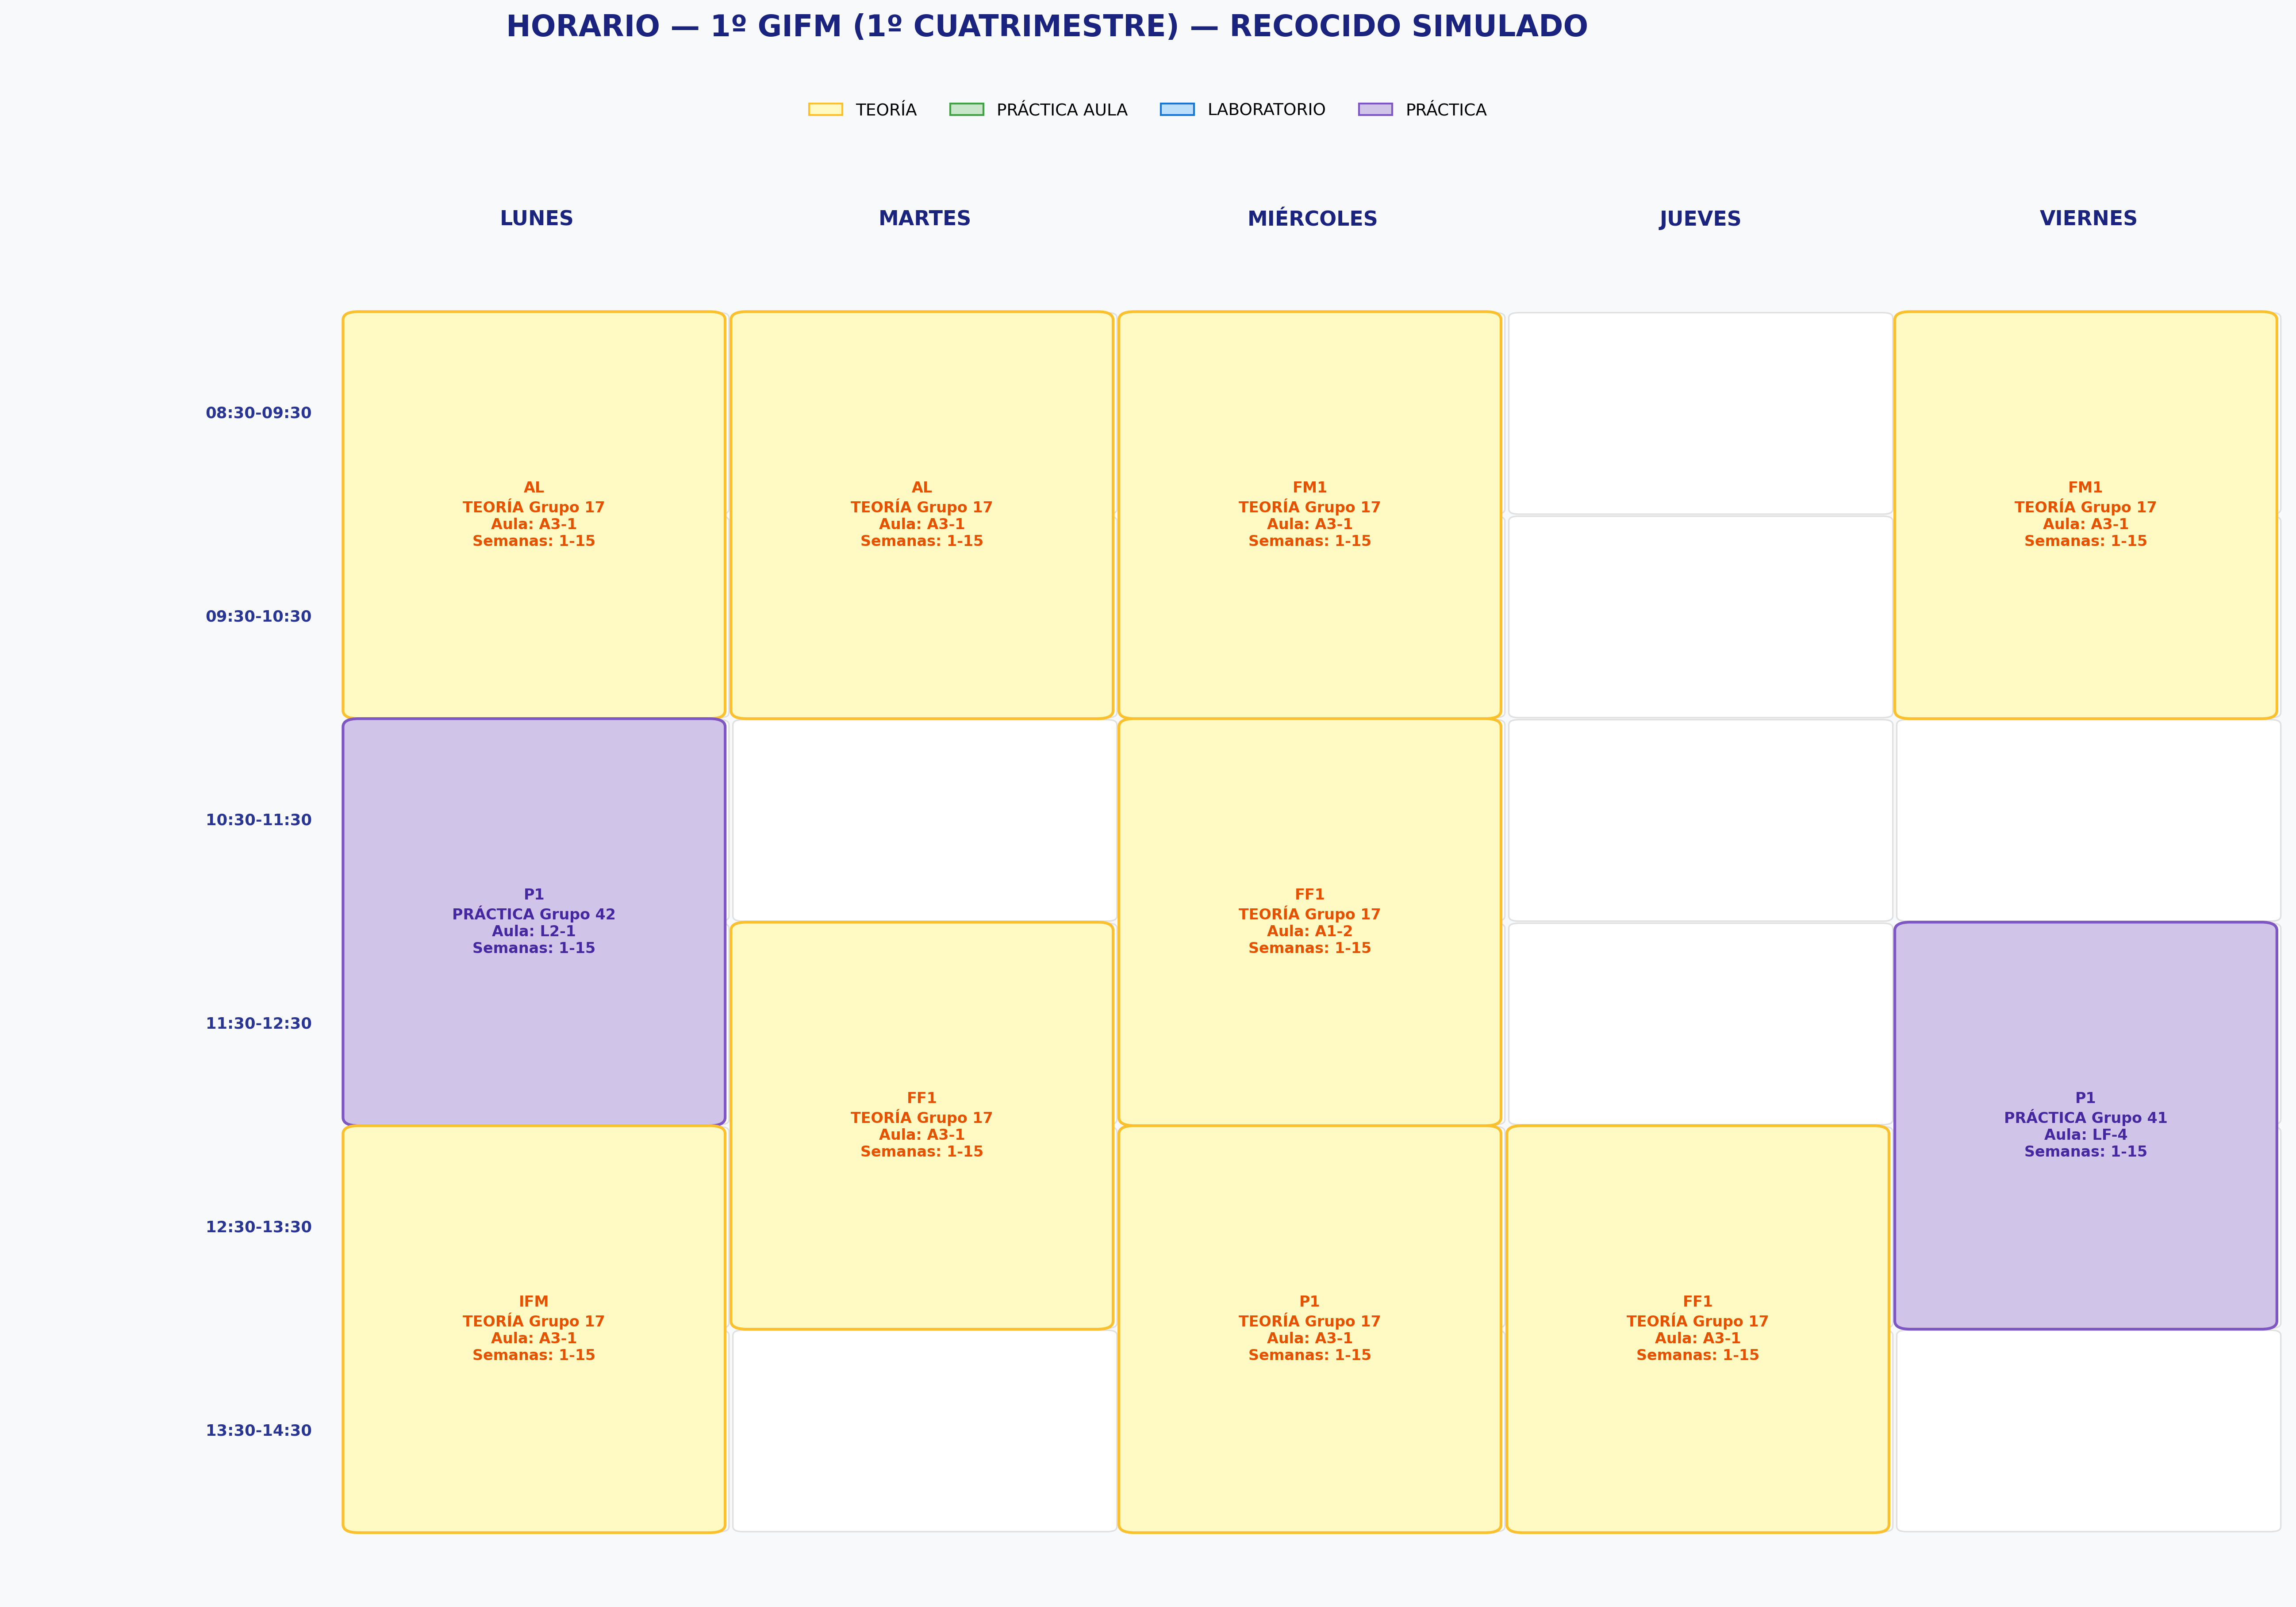 HORARIO — 1º GIFM (1º CUATRIMESTRE) — RECOCIDO SIMULADO
TEORÍA
PRÁCTICA AULA
LABORATORIO
PRÁCTICA
LUNES
MARTES
MIÉRCOLES
JUEVES
VIERNES
08:30-09:30
09:30-10:30
AL
TEORÍA Grupo 17
Aula: A3-1
Semanas: 1-15
AL
TEORÍA Grupo 17
Aula: A3-1
Semanas: 1-15
FM1
TEORÍA Grupo 17
Aula: A3-1
Semanas: 1-15
FM1
TEORÍA Grupo 17
Aula: A3-1
Semanas: 1-15
10:30-11:30
11:30-12:30
P1
PRÁCTICA Grupo 42
Aula: L2-1
Semanas: 1-15
FF1
TEORÍA Grupo 17
Aula: A1-2
Semanas: 1-15
FF1
TEORÍA Grupo 17
Aula: A3-1
Semanas: 1-15
P1
PRÁCTICA Grupo 41
Aula: LF-4
Semanas: 1-15
12:30-13:30
13:30-14:30
IFM
TEORÍA Grupo 17
Aula: A3-1
Semanas: 1-15
P1
TEORÍA Grupo 17
Aula: A3-1
Semanas: 1-15
FF1
TEORÍA Grupo 17
Aula: A3-1
Semanas: 1-15